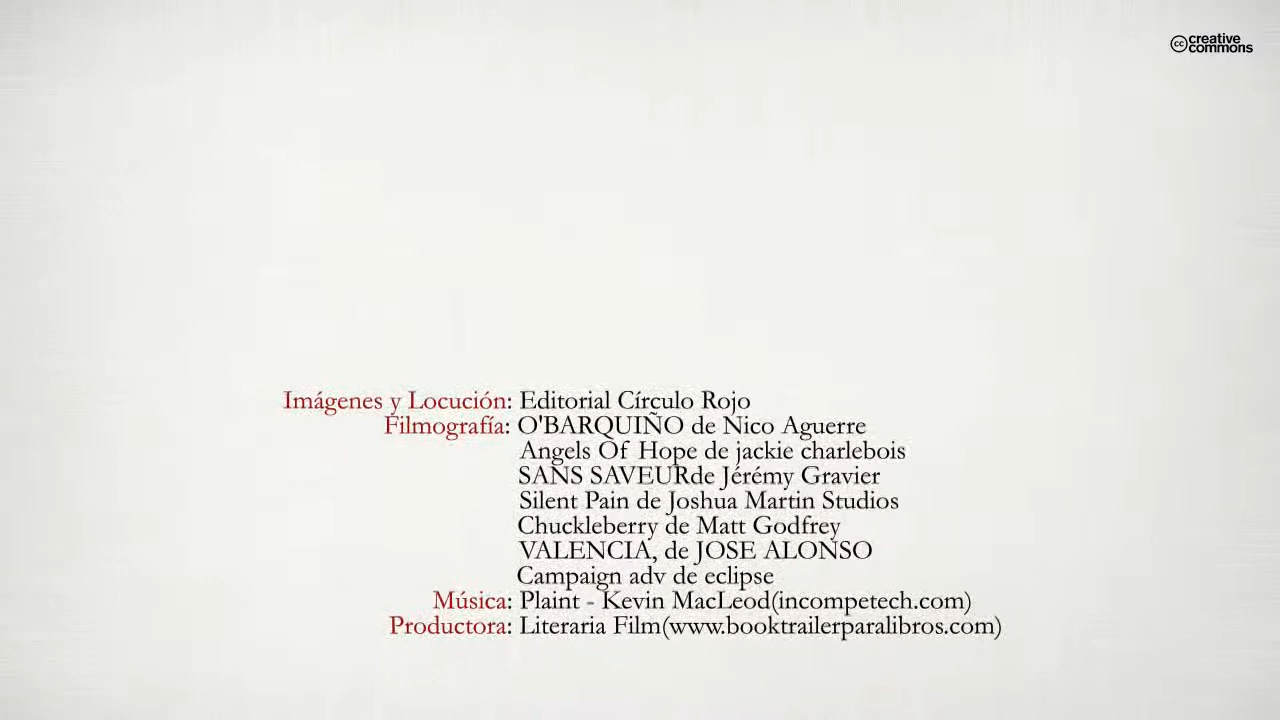 creative
commons
Imágenes y Locución: Editorial Círculo Rojo
Filmografía: O'BARQUIÑO de Nico Aguerre
Angels Of Hope de jackie charlebois
SANS SAVEURde Jérémy Gravier
Silent Pain de Joshua Martin Studios
Chuckleberry de Matt Godfrey
VALENCIA, de JOSE ALONSO
Campaign adv de eclipse
Música: Plaint - Kevin MacLeod(incompetech.com)
Productora: Literaria Film(www.booktrailerparalibros.com)